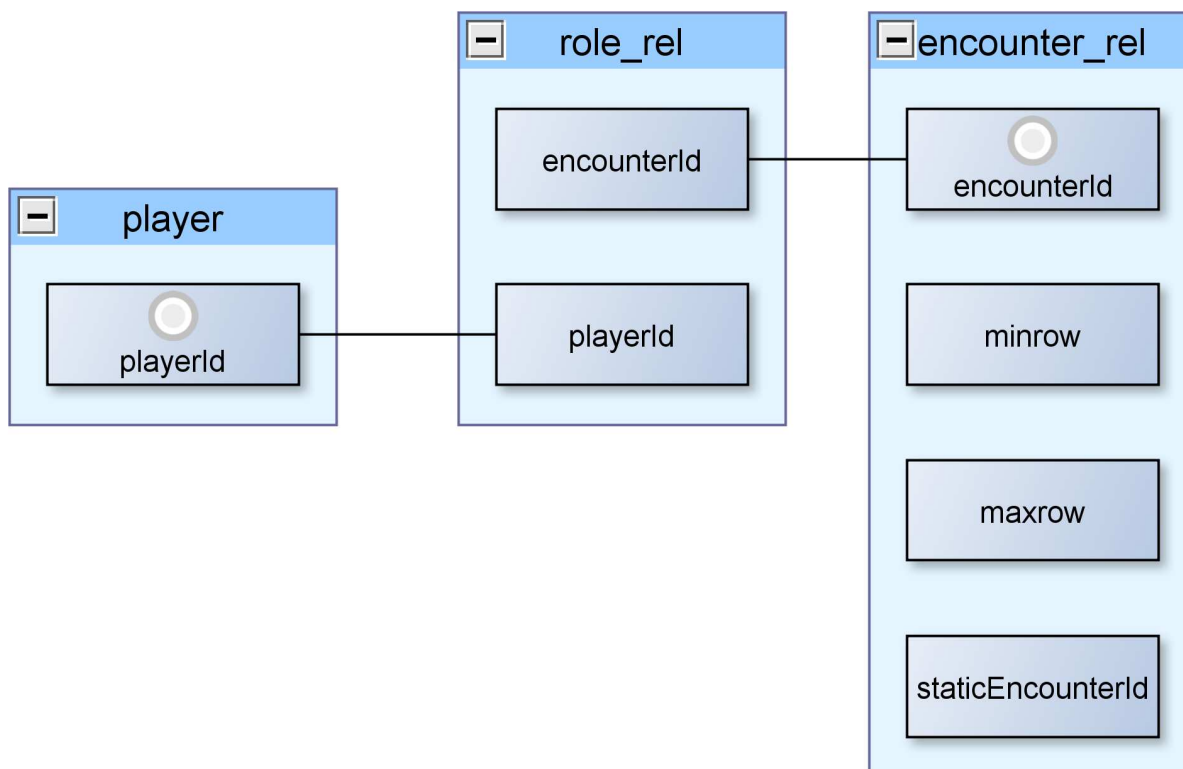 player
playerId
role_rel
encounterId
playerId
encounter_rel
encounterId
minrow
maxrow
staticEncounterId